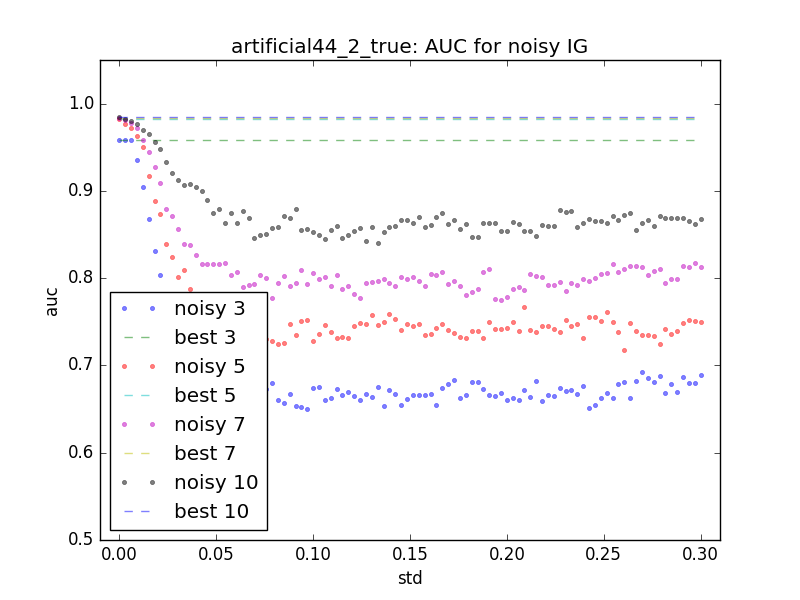 artificial44_2_true: AUC for noisy IG
auc
1.0
0.9
0.8
0.7
0.6
0.5
noisy 3
best 3
noisy 5
best 5
noisy 7
best 7
noisy 10
best 10
0.00 0.05 0.10 0.15 0.20 0.25 0.30
std